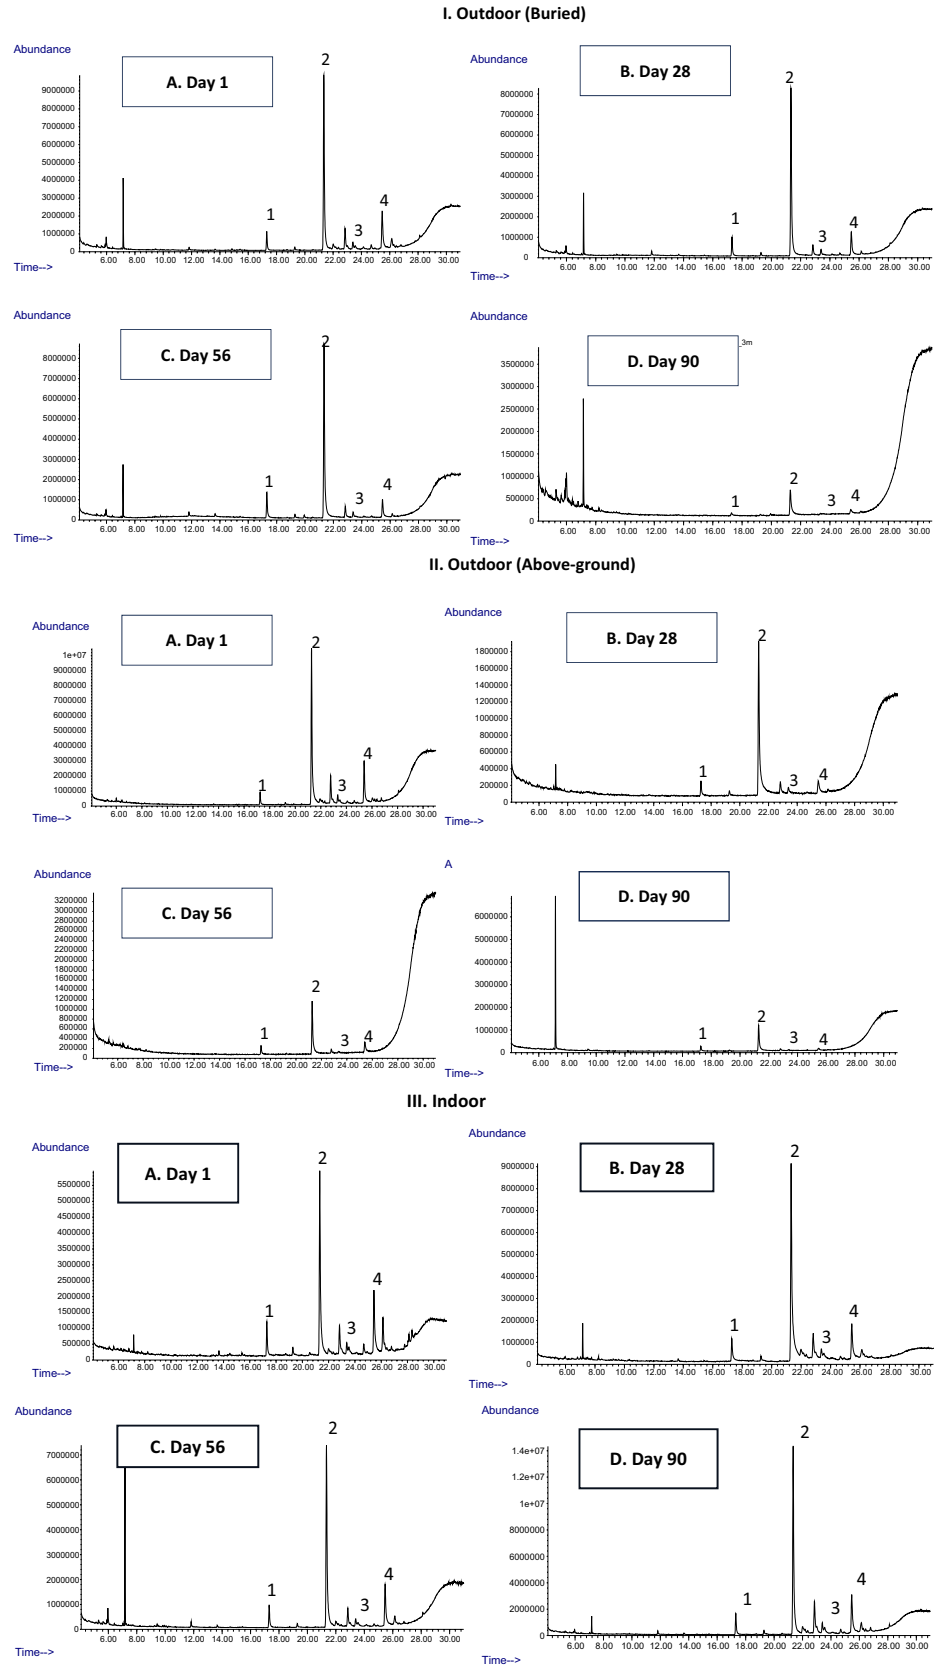 I. Outdoor (Buried)
Abundance
A. Day 1
2
9000000
8000000
7000000
6000000
5000000
4000000
3000000
2000000
1000000
0
1
3
4
6.00 8.00 10.00 12.00 14.00 16.00 18.00 20.00 22.00 24.00 26.00 28.00 30.00
Time-->
Abundance
B. Day 28
2
8000000
7000000
6000000
5000000
4000000
3000000
2000000
1000000
0
1
3
4
6.00 8.00 10.00 12.00 14.00 16.00 18.00 20.00 22.00 24.00 26.00 28.00 30.00
Time-->
Abundance
C. Day 56
2
8000000
7000000
6000000
5000000
4000000
3000000
2000000
1000000
0
1
3
4
6.00 8.00 10.00 12.00 14.00 16.00 18.00 20.00 22.00 24.00 26.00 28.00 30.00
Time-->
Abundance
D. Day 90
_3m
3500000
3000000
2500000
2000000
1500000
1000000
500000
0
1
2
3
4
6.00 8.00 10.00 12.00 14.00 16.00 18.00 20.00 22.00 24.00 26.00 28.00 30.00
Time-->
II. Outdoor (Above-ground)
Abundance
A. Day 1
2
1e+07
9000000
8000000
7000000
6000000
5000000
4000000
3000000
2000000
1000000
0
1
3
4
6.00 8.00 10.00 12.00 14.00 16.00 18.00 20.00 22.00 24.00 26.00 28.00 30.00
Time-->
Abundance
B. Day 28
2
1800000
1600000
1400000
1200000
1000000
800000
600000
400000
200000
0
1
3
4
6.00 8.00 10.00 12.00 14.00 16.00 18.00 20.00 22.00 24.00 26.00 28.00 30.00
Time-->
Abundance
C. Day 56
3200000
3000000
2800000
2600000
2400000
2200000
2000000
1800000
1600000
1400000
1200000
1000000
800000
600000
400000
200000
0
1
2
3
4
6.00 8.00 10.00 12.00 14.00 16.00 18.00 20.00 22.00 24.00 26.00 28.00 30.00
Time-->
A
D. Day 90
6000000
5000000
4000000
3000000
2000000
1000000
0
1
2
3
4
6.00 8.00 10.00 12.00 14.00 16.00 18.00 20.00 22.00 24.00 26.00 28.00 30.00
Time-->
III. Indoor
Abundance
A. Day 1
2
5500000
5000000
4500000
4000000
3500000
3000000
2500000
2000000
1500000
1000000
500000
0
1
3
4
6.00 8.00 10.00 12.00 14.00 16.00 18.00 20.00 22.00 24.00 26.00 28.00 30.00
Time-->
Abundance
B. Day 28
2
9000000
8000000
7000000
6000000
5000000
4000000
3000000
2000000
1000000
0
1
3
4
6.00 8.00 10.00 12.00 14.00 16.00 18.00 20.00 22.00 24.00 26.00 28.00 30.00
Time-->
Abundance
C. Day 56
2
7000000
6000000
5000000
4000000
3000000
2000000
1000000
0
1
3
4
6.00 8.00 10.00 12.00 14.00 16.00 18.00 20.00 22.00 24.00 26.00 28.00 30.00
Time-->
Abundance
D. Day 90
2
1.4e+07
1.2e+07
1e+07
8000000
6000000
4000000
2000000
0
1
3
4
6.00 8.00 10.00 12.00 14.00 16.00 18.00 20.00 22.00 24.00 26.00 28.00 30.00
Time-->